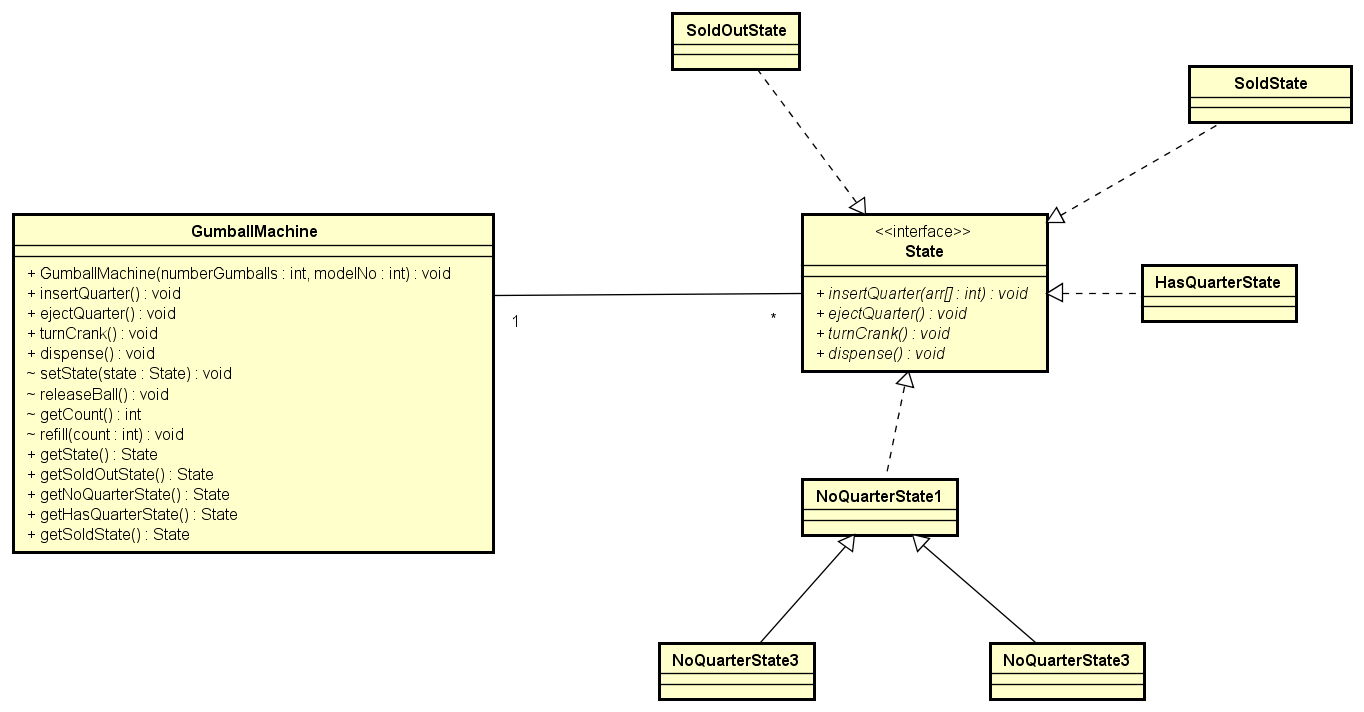 SoldOutState
SoldState
GumballMachine
+ GumballMachine(numberGumballs : int, modelNo : int) : void
+ insertQuarter() : void
+ ejectQuarter() : void
+ turnCrank() : void
+ dispense() : void
~ setState(state : State) : void
~ releaseBall() : void
~ getCount() : int
~ refill(count : int) : void
+ getState() : State
+ getSoldOutState() : State
+ getNoQuarterState() : State
+ getHasQuarterState() : State
+ getSoldState() : State
1
*
<<interface>>
State
+ insertQuarter(arr[] : int) : void
+ ejectQuarter() : void
+ turnCrank() : void
+ dispense() : void
HasQuarterState
NoQuarterState1
NoQuarterState3
NoQuarterState3